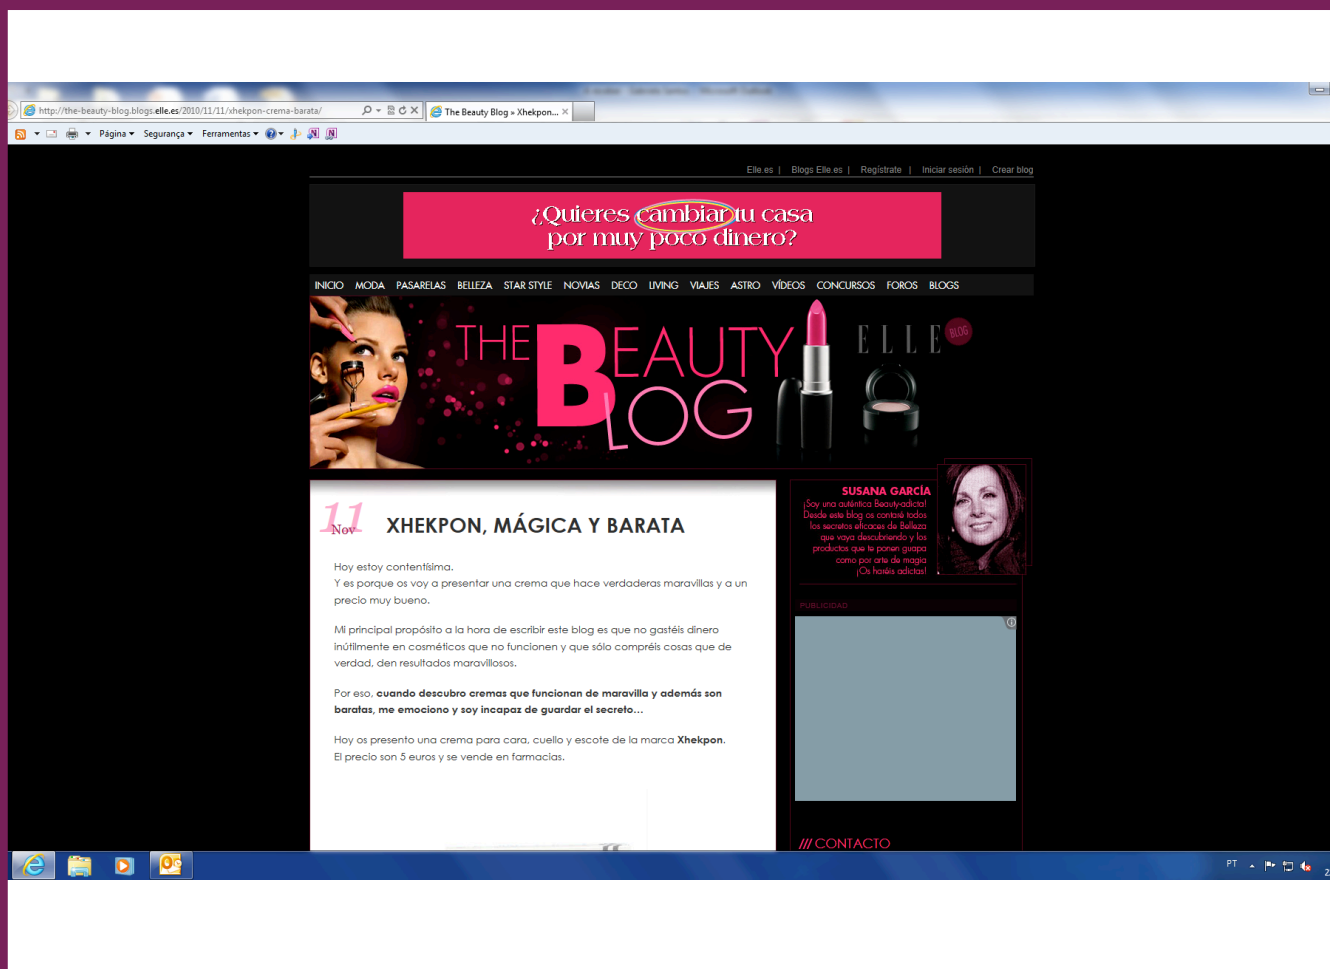 http://the-beauty-blog.blogs.elle.es/2010/11/11/xhekpon-crema-barata/
The Beauty Blog » Xhekpon...
Página Segurança Ferramentas
Elle.es | Blogs Elle.es | Regístrate | Iniciar sesión | Crear blog
¿Quieres cambiar tu casa
por muy poco dinero?
INICIO MODA PASARELAS BELLEZA STAR STYLE NOVIAS DECO LIVING VIAJES ASTRO VÍDEOS CONCURSOS FOROS BLOGS
THE BEAUTY BLOG
ELLE BLOG
11 Nov
XHEKPON, MÁGICA Y BARATA
Hoy estoy contentísima.
Y es porque os voy a presentar una crema que hace verdaderas maravillas y a un
precio muy bueno.
Mi principal propósito a la hora de escribir este blog es que no gastéis dinero
inútilmente en cosméticos que no funcionen y que sólo compréis cosas que de
verdad, den resultados maravillosos.
Por eso, cuando descubro cremas que funcionan de maravilla y además son
baratas, me emociono y soy incapaz de guardar el secreto...
Hoy os presento una crema para cara, cuello y escote de la marca Xhekpon.
El precio son 5 euros y se vende en farmacias.
SUSANA GARCÍA
¡Soy una auténtica Beauty-adicta!
Desde este blog os contaré todos
los secretos eficaces de Belleza
que vaya descubriendo y los
productos que te ponen guapa
como por arte de magia
¡Os haréis adictas!
PUBLICIDAD
/// CONTACTO
PT